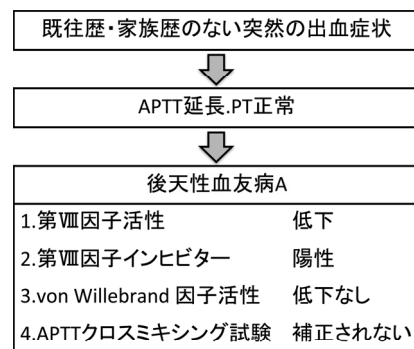 既往歴・家族歴のない突然の出血症状
APTT延長.PT正常
後天性血友病A
1.第Ⅷ因子活性 低下
2.第Ⅷ因子インヒビター 陽性
3.von Willebrand 因子活性 低下なし
4.APTTクロスミキシング試験 補正されない